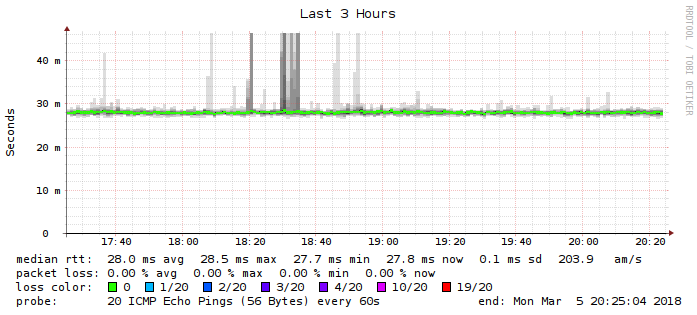 Last 3 Hours
RRDTOOL / TOBI OETIKER
Seconds
40 m
30 m
20 m
10 m
0
17:40 18:00 18:20 18:40 19:00 19:20 19:40 20:00 20:20
median rtt: 28.0 ms avg 28.5 ms max 27.7 ms min 27.8 ms now 0.1 ms sd 203.9 am/s
packet loss: 0.00 % avg 0.00 % max 0.00 % min 0.00 % now
loss color: 0 1/20 2/20 3/20 4/20 10/20 19/20
probe: 20 ICMP Echo Pings (56 Bytes) every 60s end: Mon Mar 5 20:25:04 2018